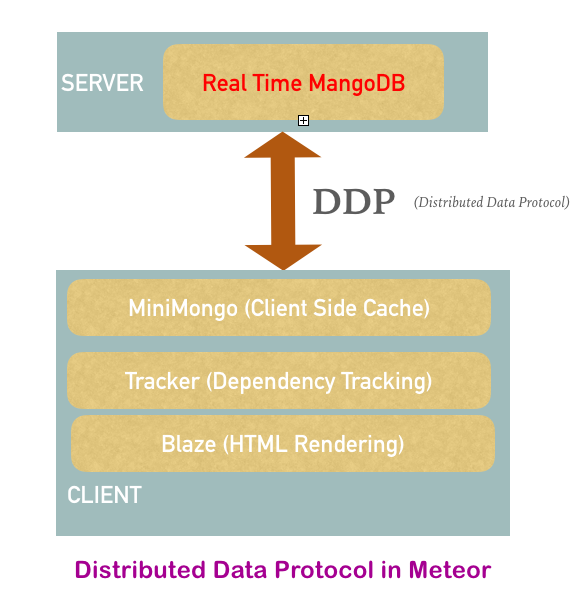 SERVER
Real Time MangoDB
DDP
(Distributed Data Protocol)
MiniMongo (Client Side Cache)
Tracker (Dependency Tracking)
Blaze (HTML Rendering)
CLIENT
Distributed Data Protocol in Meteor